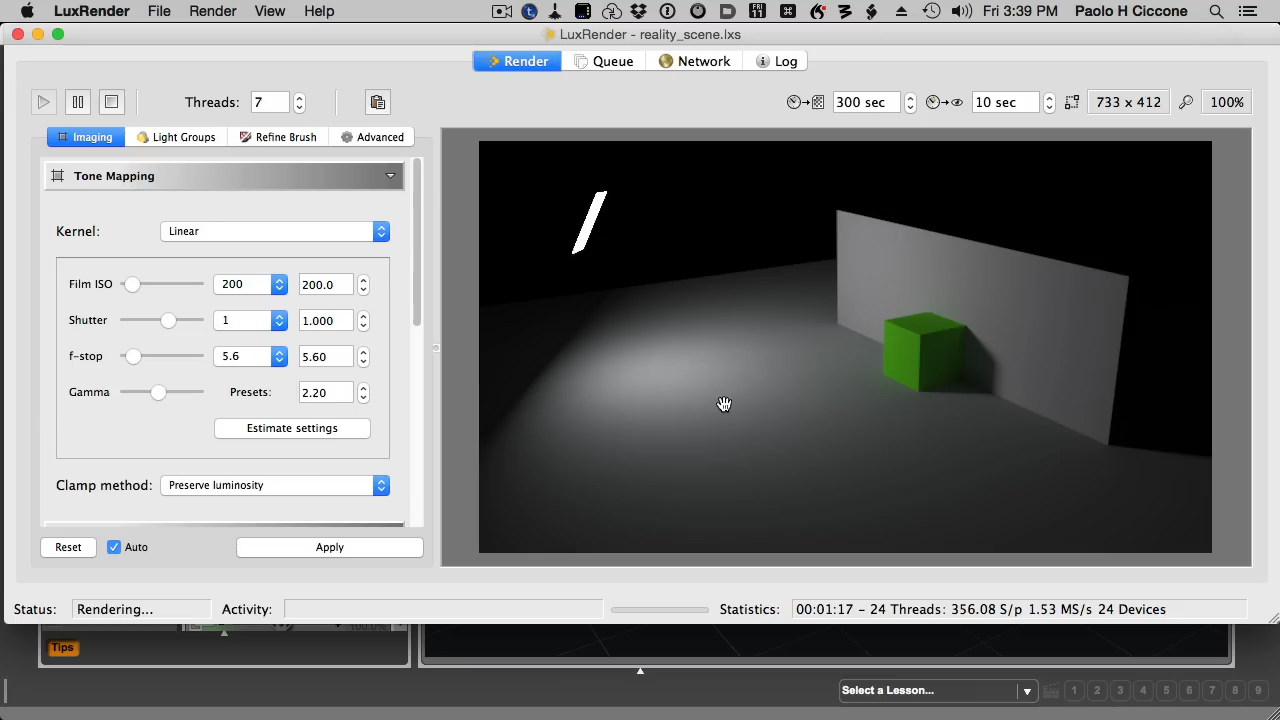 LuxRender File Render View Help Fri 3:39 PM Paolo H Ciccone
LuxRender - reality_scene.lxs
Render Queue Network Log
Threads: 7 300 sec 10 sec 733 x 412 100%
Imaging Light Groups Refine Brush Advanced
Tone Mapping
Kernel: Linear
Film ISO 200 200.0
Shutter 1 1.000
f-stop 5.6 5.60
Gamma Presets: 2.20
Estimate settings
Clamp method: Preserve luminosity
Reset Auto Apply
Status: Rendering... Activity: Statistics: 00:01:17 - 24 Threads: 356.08 S/p 1.53 MS/s 24 Devices
Tips
Select a Lesson... 1 2 3 4 5 6 7 8 9